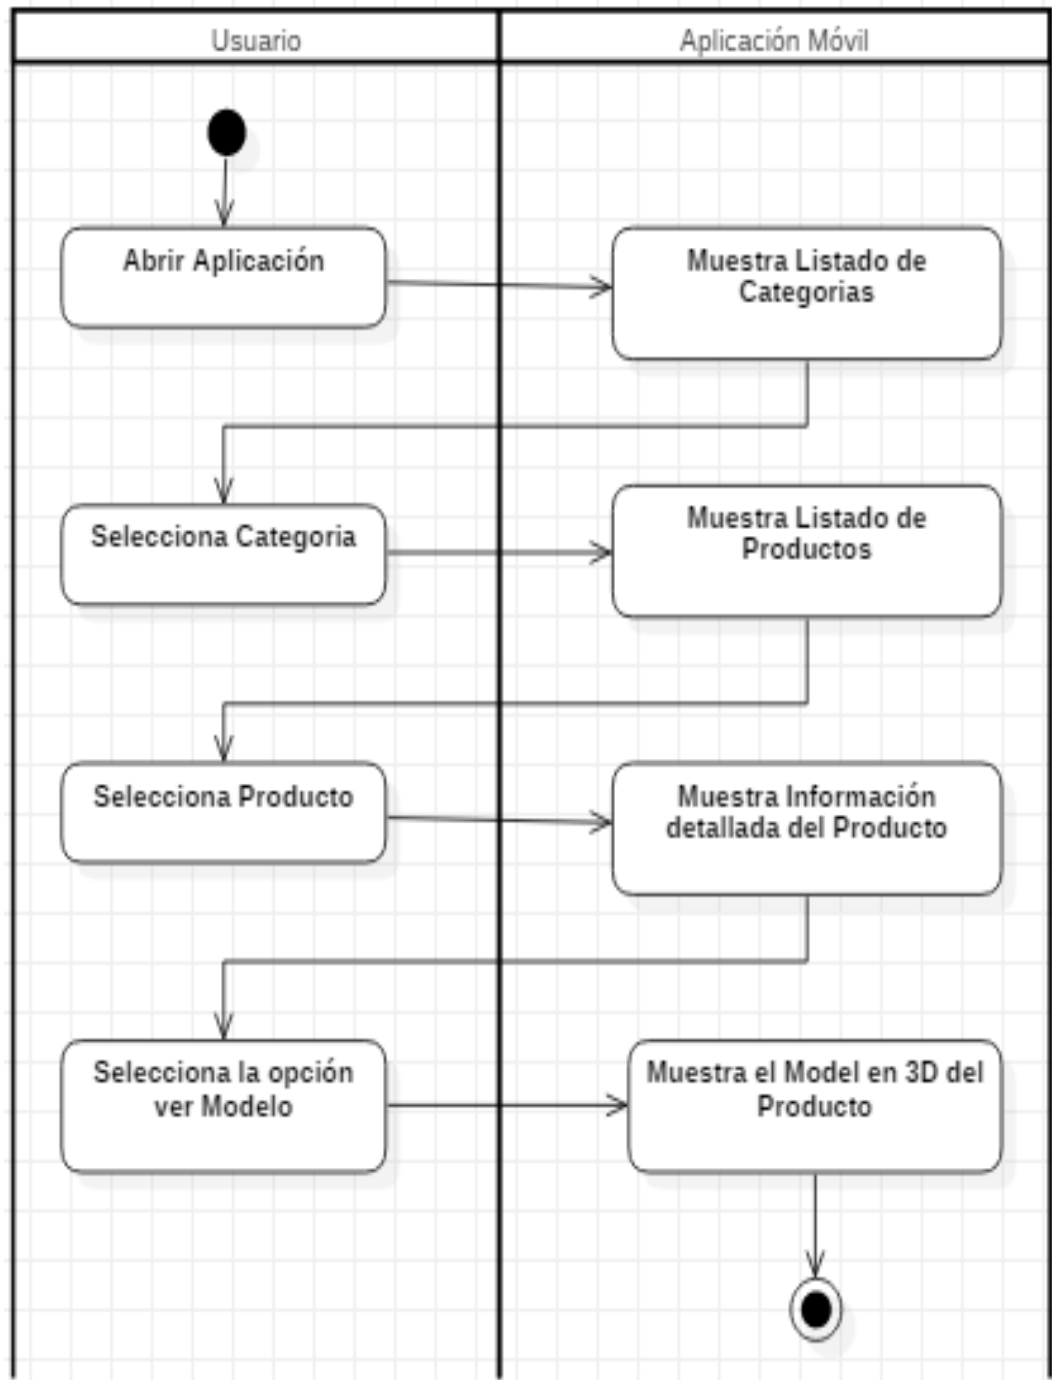 Usuario
Aplicación Móvil
Abrir Aplicación
Muestra Listado de
Categorias
Selecciona Categoria
Muestra Listado de
Productos
Selecciona Producto
Muestra Información
detallada del Producto
Selecciona la opción
ver Modelo
Muestra el Model en 3D del
Producto